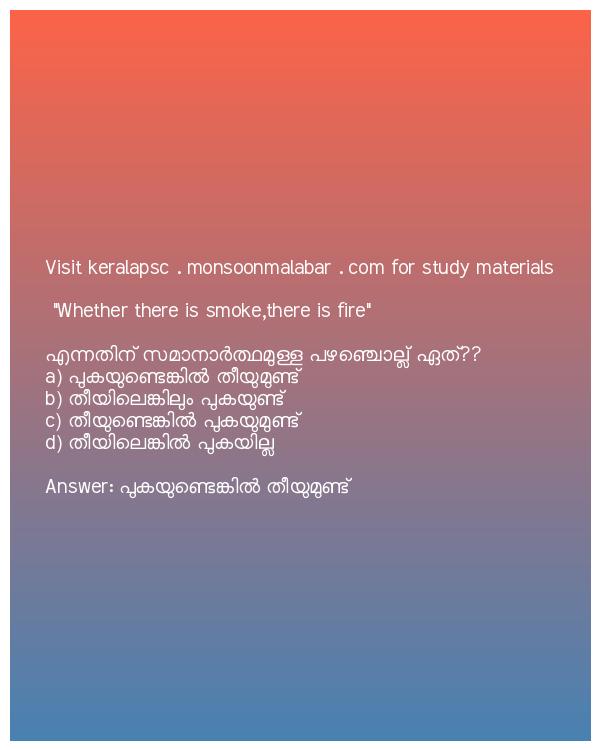 Visit keralapsc . monsoonmalabar . com for study materials
"Whether there is smoke,there is fire"
എന്നതിന് സമാനാർത്ഥമുള്ള പഴഞ്ചൊല്ല് ഏത്??
a) പുകയുണ്ടെങ്കിൽ തീയുമുണ്ട്
b) തീയിലെങ്കിലും പുകയുണ്ട്
c) തീയുണ്ടെങ്കിൽ പുകയുമുണ്ട്
d) തീയിലെങ്കിൽ പുകയില്ല
Answer: പുകയുണ്ടെങ്കിൽ തീയുമുണ്ട്